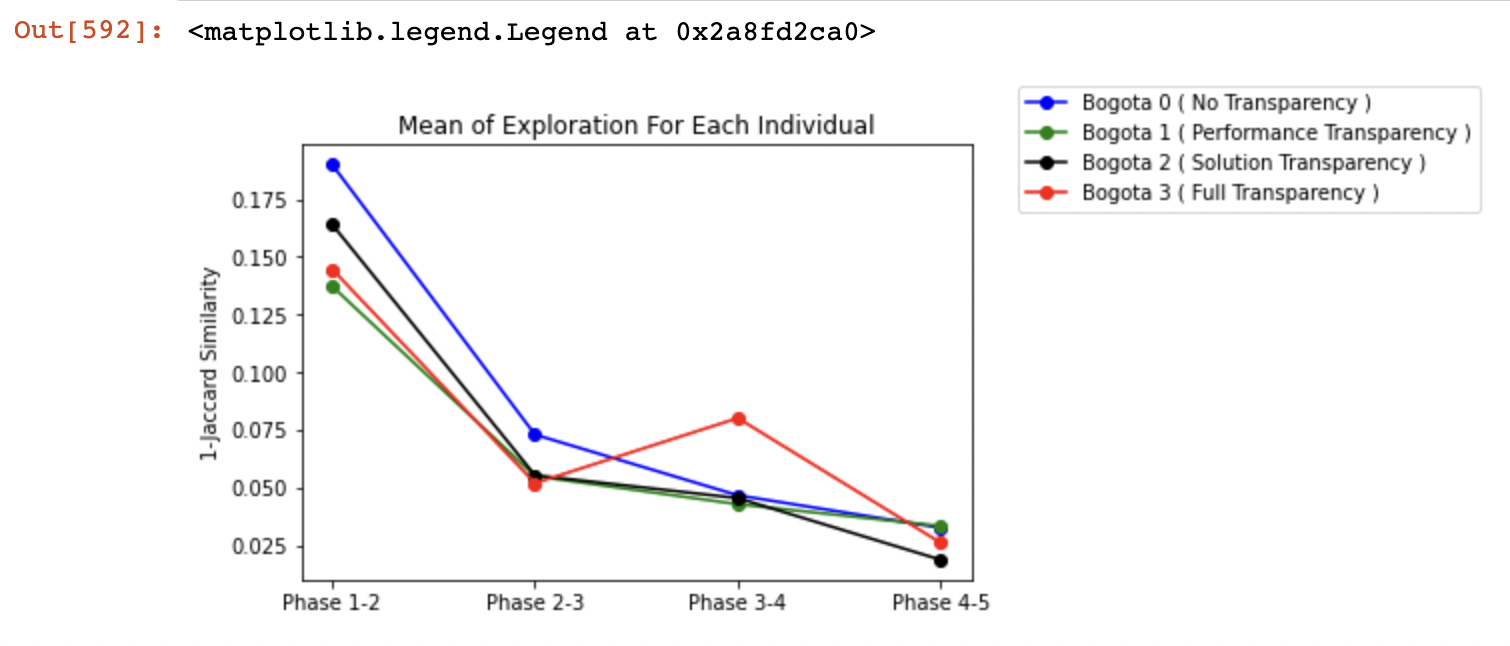 Out[592]: <matplotlib.legend.Legend at 0x2a8fd2ca0>
Mean of Exploration For Each Individual
Bogota 0 ( No Transparency )
Bogota 1 ( Performance Transparency )
Bogota 2 ( Solution Transparency )
Bogota 3 ( Full Transparency )
1-Jaccard Similarity
0.175
0.150
0.125
0.100
0.075
0.050
0.025
Phase 1-2 Phase 2-3 Phase 3-4 Phase 4-5